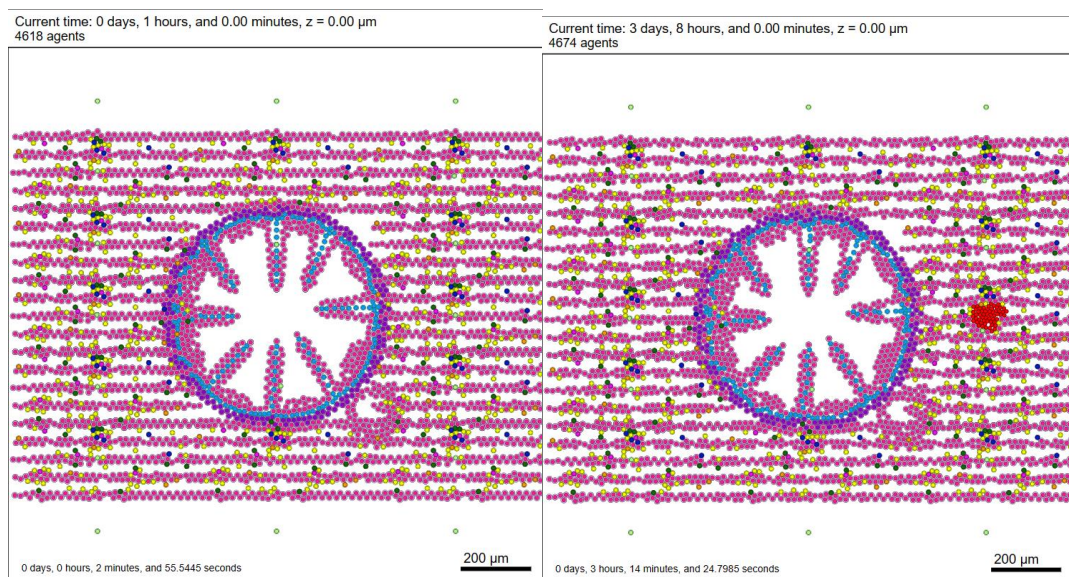 Current time: 0 days, 1 hours, and 0.00 minutes, z = 0.00 μm
4618 agents
200 μm
0 days, 0 hours, 2 minutes, and 55.5445 seconds
Current time: 3 days, 8 hours, and 0.00 minutes, z = 0.00 μm
4674 agents
200 μm
0 days, 3 hours, 14 minutes, and 24.7985 seconds